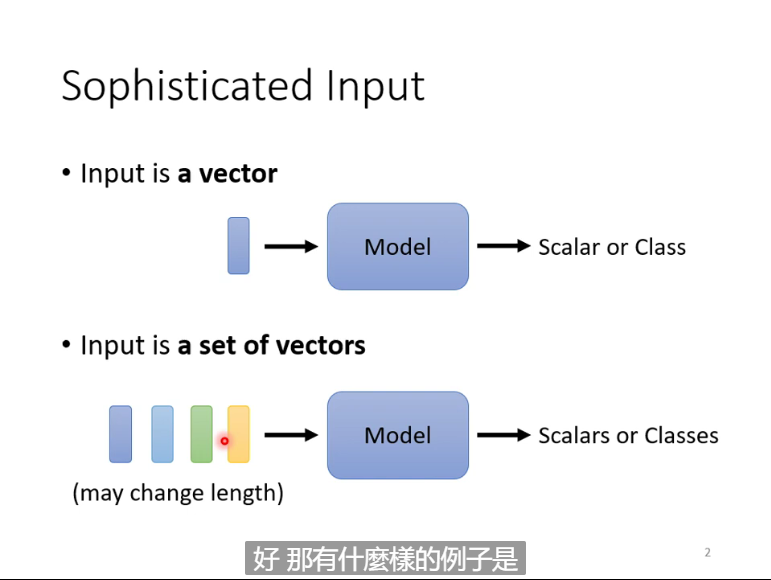 Sophisticated Input
• Input is a vector
Model
Scalar or Class
• Input is a set of vectors
Model
Scalars or Classes
(may change length)
好 那有什麼樣的例子是
2